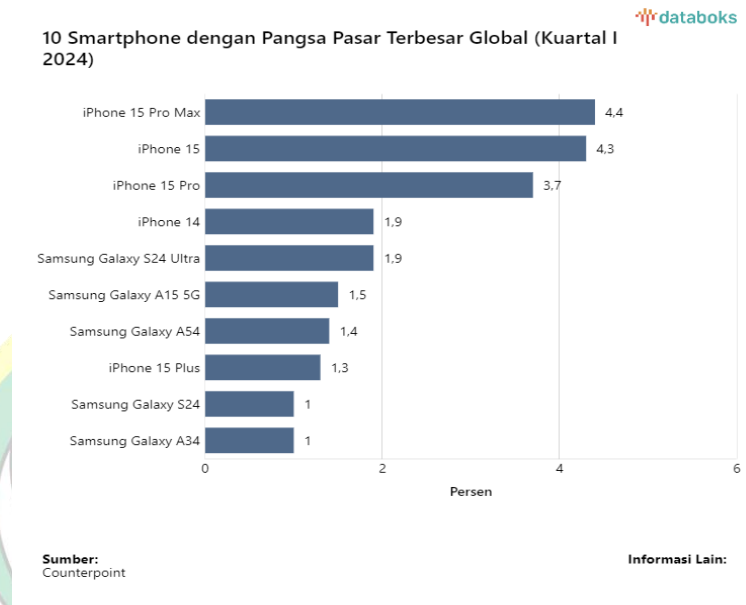 databoks
10 Smartphone dengan Pangsa Pasar Terbesar Global (Kuartal I
2024)
iPhone 15 Pro Max 4,4
iPhone 15 4,3
iPhone 15 Pro 3,7
iPhone 14 1,9
Samsung Galaxy S24 Ultra 1,9
Samsung Galaxy A15 5G 1,5
Samsung Galaxy A54 1,4
iPhone 15 Plus 1,3
Samsung Galaxy S24 1
Samsung Galaxy A34 1
0 2 4 6
Persen
Sumber: Informasi Lain:
Counterpoint